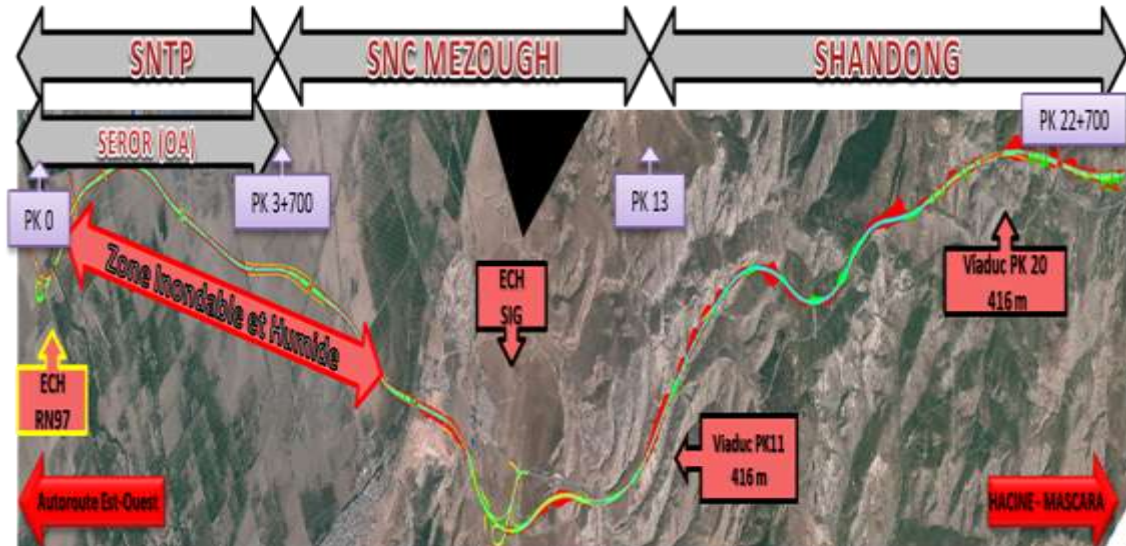 SNTP
SNC MEZOUGHI
SHANDONG
SEROR (OA)
PK 22+700
PK 0
PK 3+700
PK 13
Zone Inondable et Humide
ECH
SIG
Viaduc PK 20
416 m
ECH
RN97
Viaduc PK11
416 m
Autoroute Est-Ouest
HACINE - MASCARA